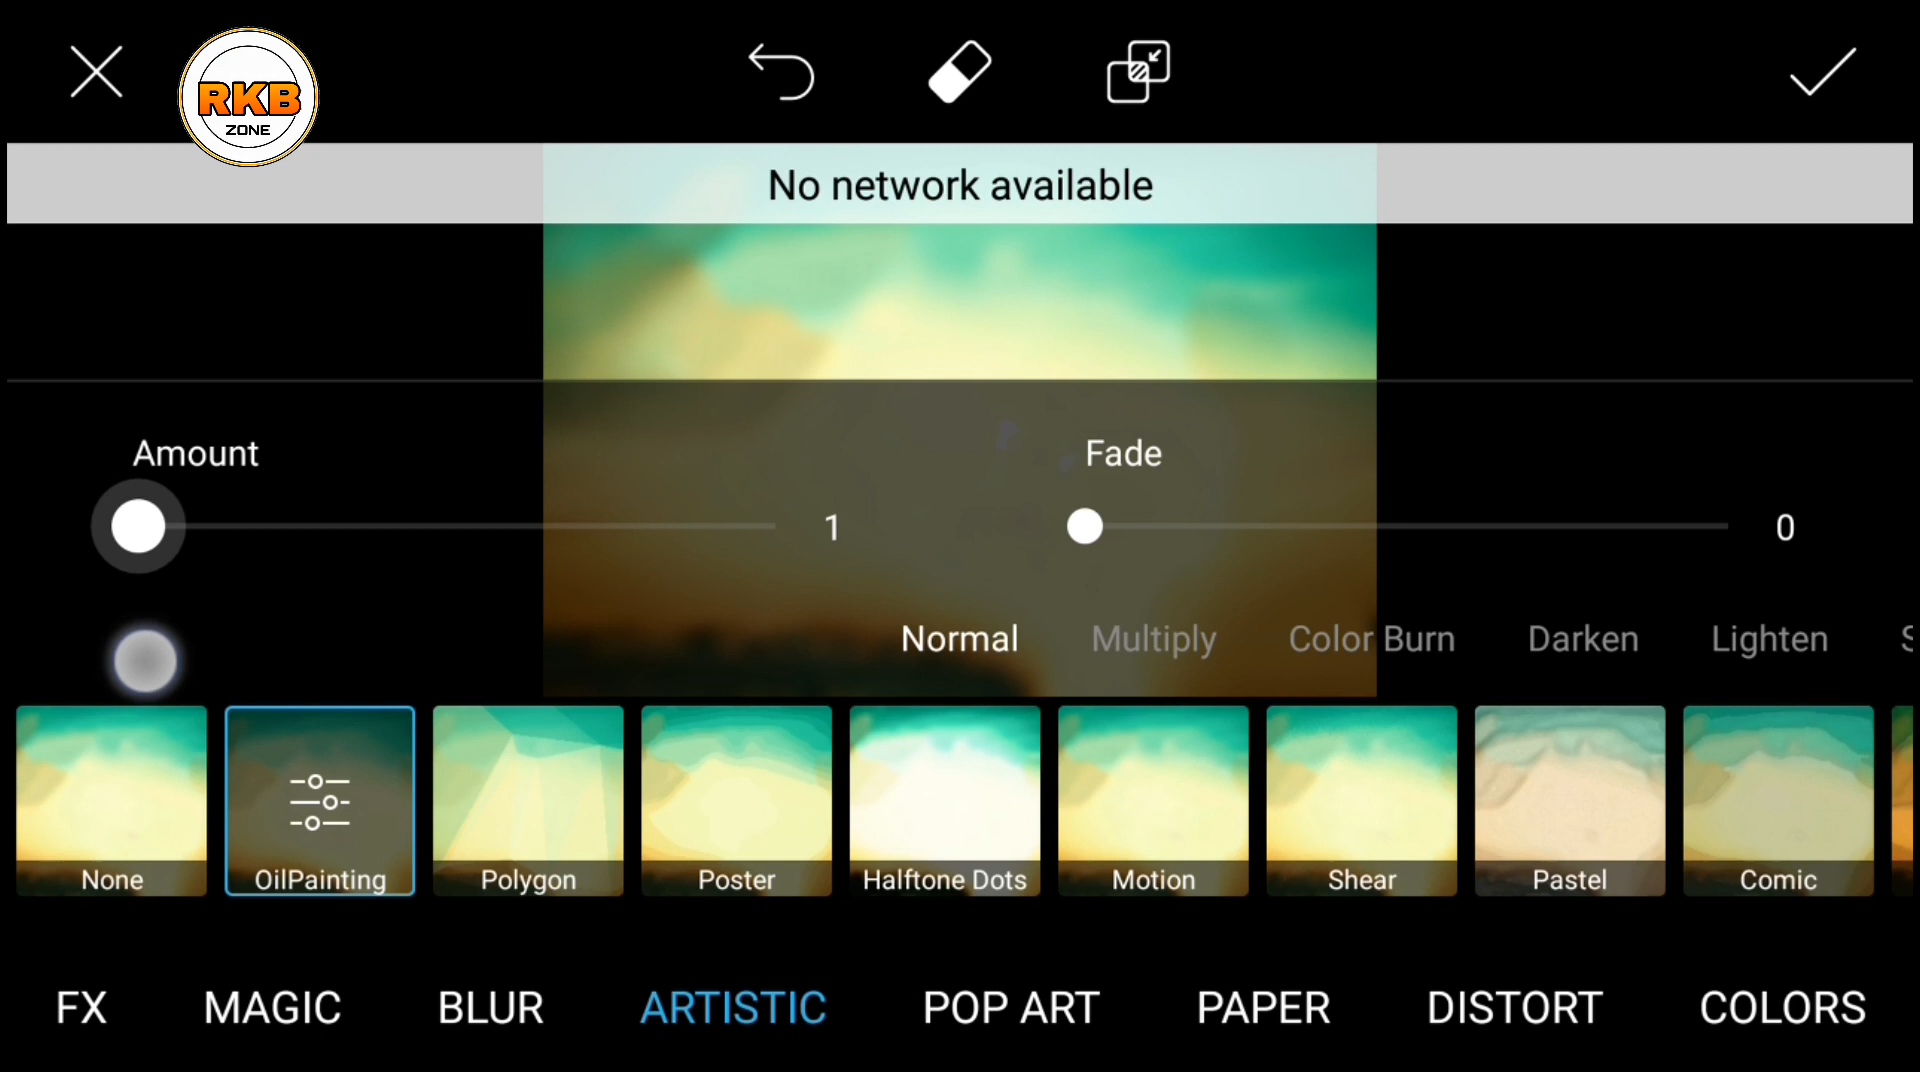 RKB
ZONE
No network available
Amount
Fade
1
0
Normal Multiply Color Burn Darken Lighten S
None OilPainting Polygon Poster Halftone Dots Motion Shear Pastel Comic
FX MAGIC BLUR ARTISTIC POP ART PAPER DISTORT COLORS